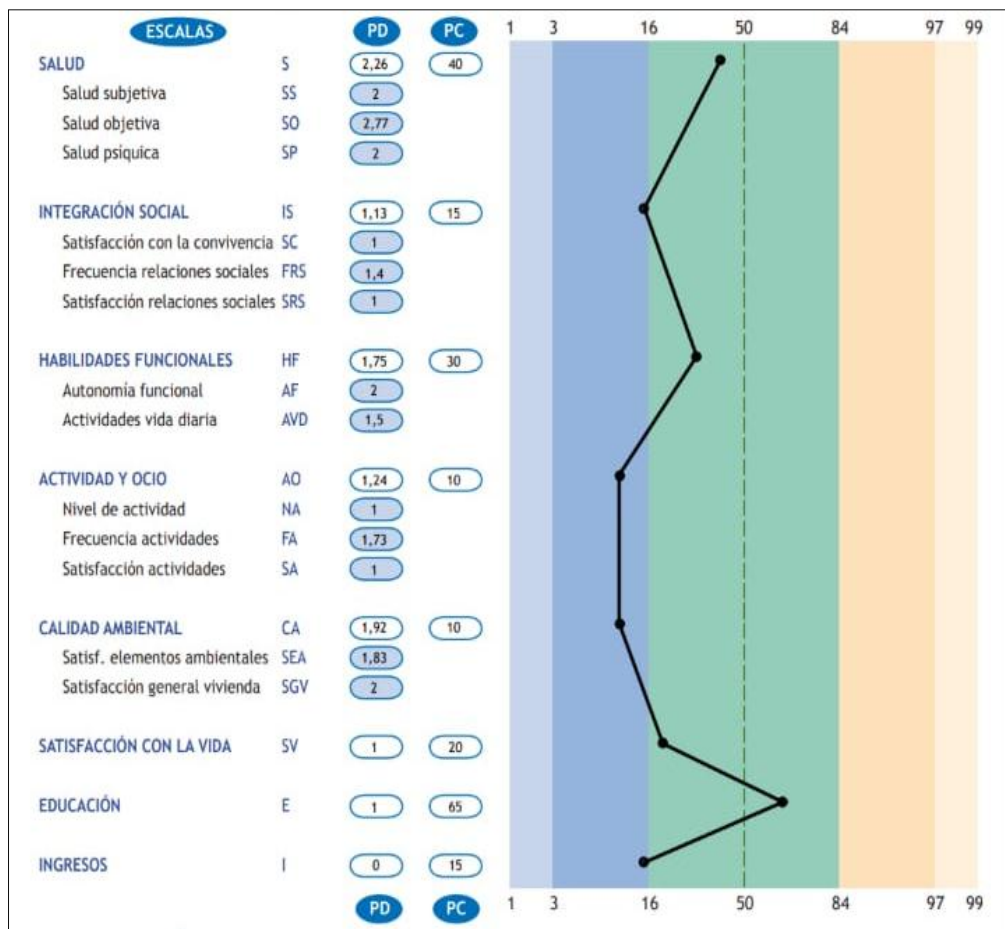 ESCALAS PD PC 1 3 16 50 84 97 99
SALUD S 2,26 40
Salud subjetiva SS 2
Salud objetiva SO 2,77
Salud psíquica SP 2
INTEGRACIÓN SOCIAL IS 1,13 15
Satisfacción con la convivencia SC 1
Frecuencia relaciones sociales FRS 1,4
Satisfacción relaciones sociales SRS 1
HABILIDADES FUNCIONALES HF 1,75 30
Autonomía funcional AF 2
Actividades vida diaria AVD 1,5
ACTIVIDAD Y OCIO AO 1,24 10
Nivel de actividad NA 1
Frecuencia actividades FA 1,73
Satisfacción actividades SA 1
CALIDAD AMBIENTAL CA 1,92 10
Satisf. elementos ambientales SEA 1,83
Satisfacción general vivienda SGV 2
SATISFACCIÓN CON LA VIDA SV 1 20
EDUCACIÓN E 1 65
INGRESOS I 0 15
PD PC 1 3 16 50 84 97 99